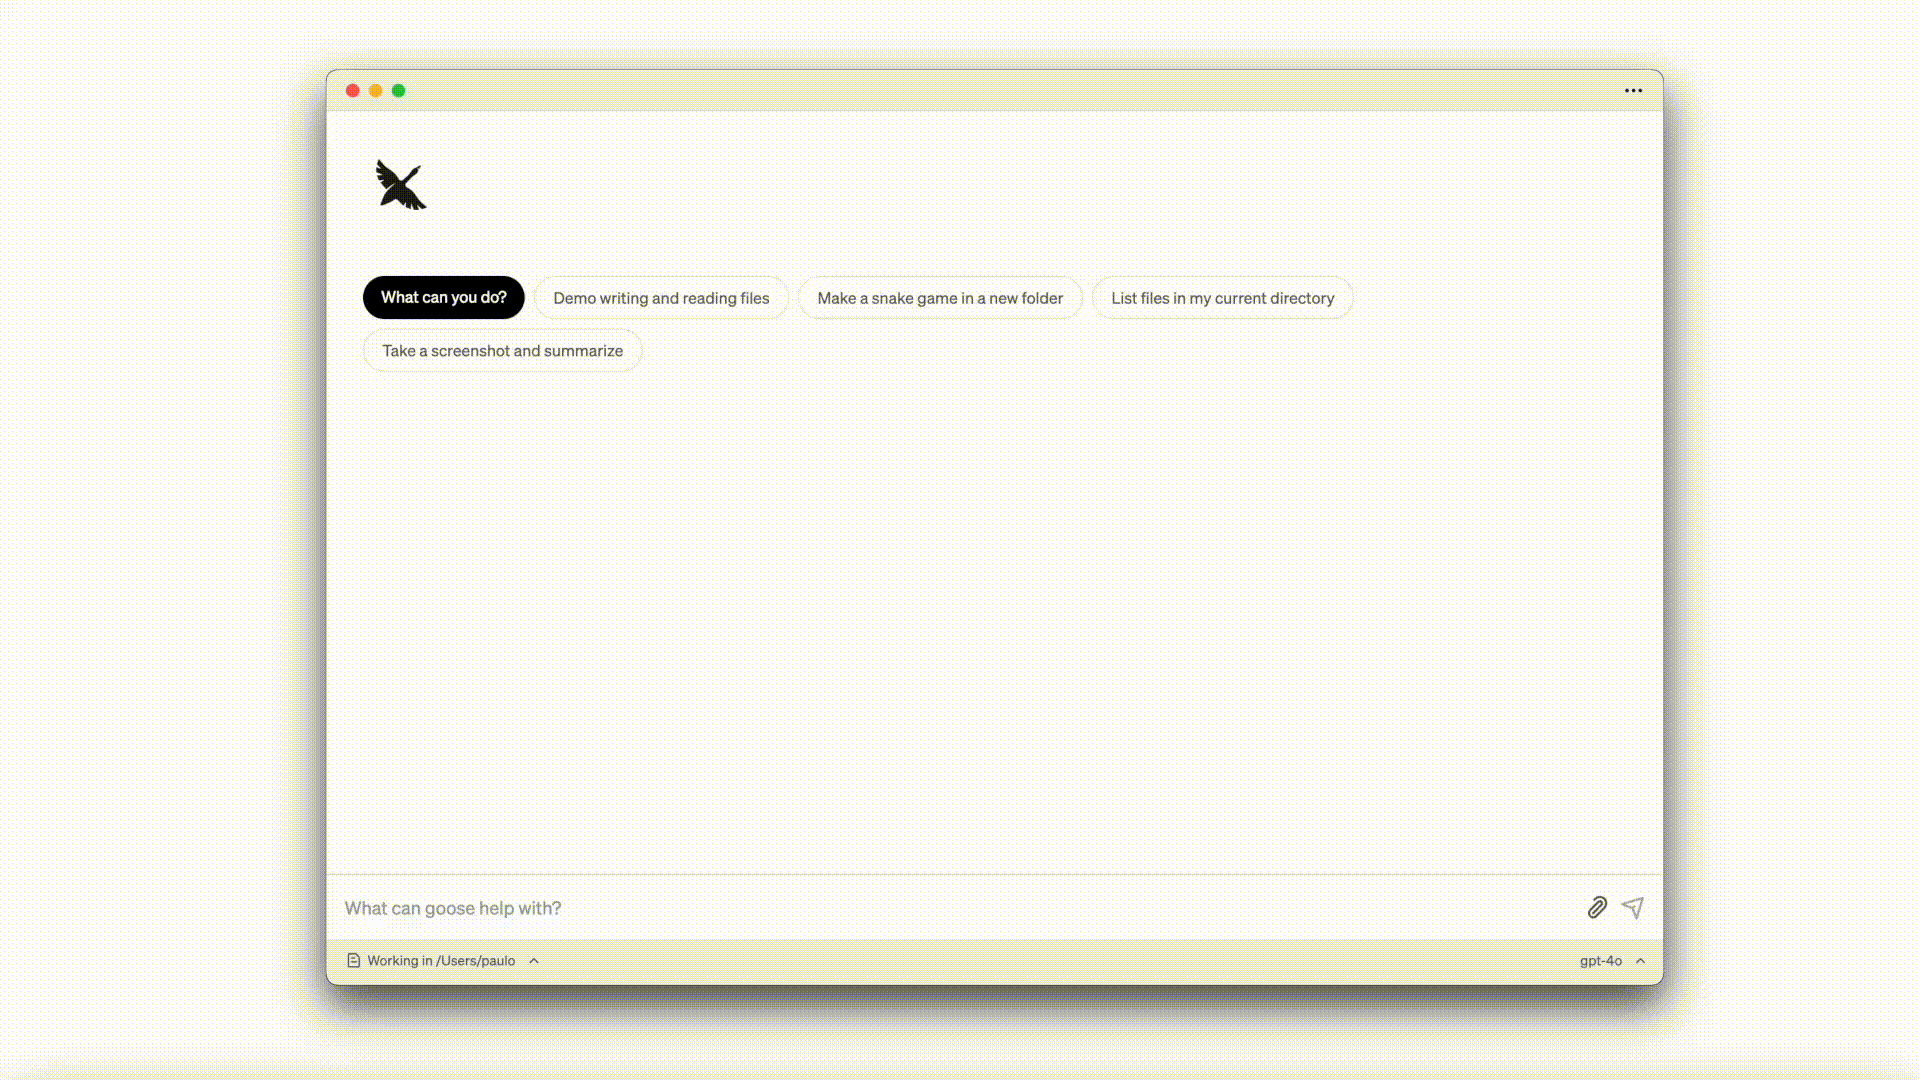 What can you do?
Demo writing and reading files
Make a snake game in a new folder
List files in my current directory
Take a screenshot and summarize
What can goose help with?
Working in /Users/paulo
gpt-4o